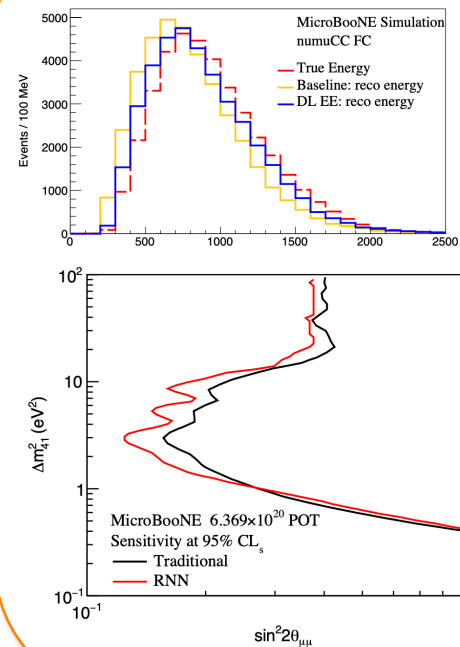 MicroBooNE Simulation
numuCC FC
True Energy
Baseline: reco energy
DL EE: reco energy
Events / 100 MeV
5000
4000
3000
2000
1000
0
0 500 1000 1500 2000 2500
10²
10
1
10⁻¹
Δm²₄₁ (eV²)
MicroBooNE 6.369×10²⁰ POT
Sensitivity at 95% CLₛ
Traditional
RNN
10⁻¹
sin²2θμμ